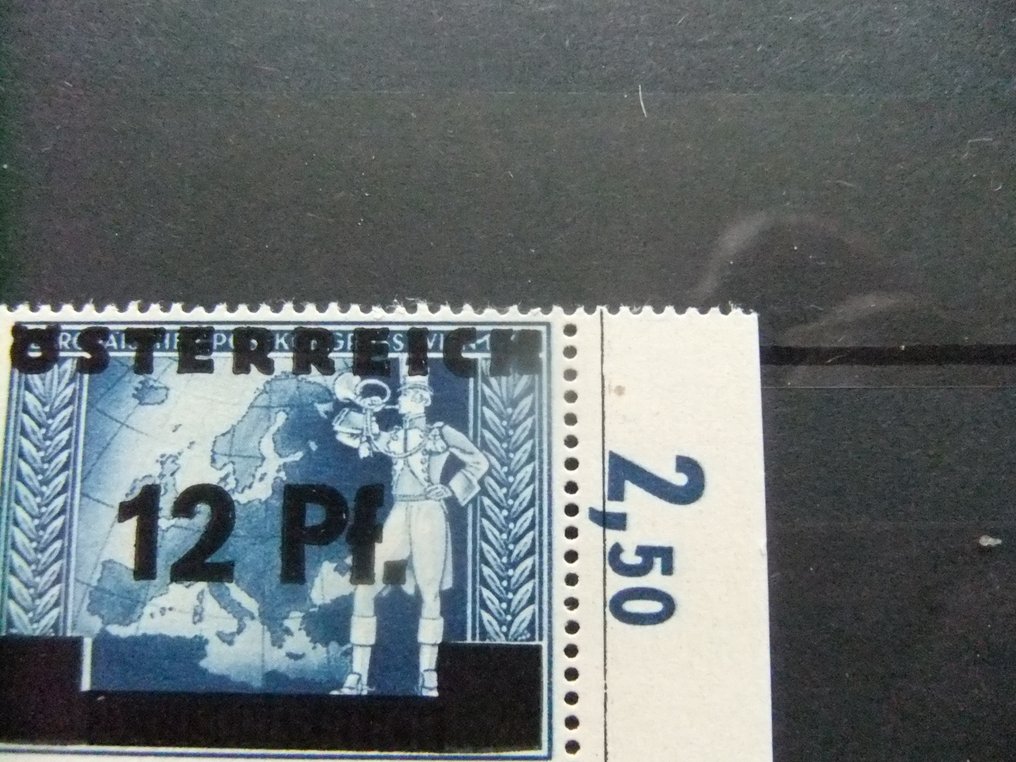 ÖSTERREICH
12 Pf.
2,50